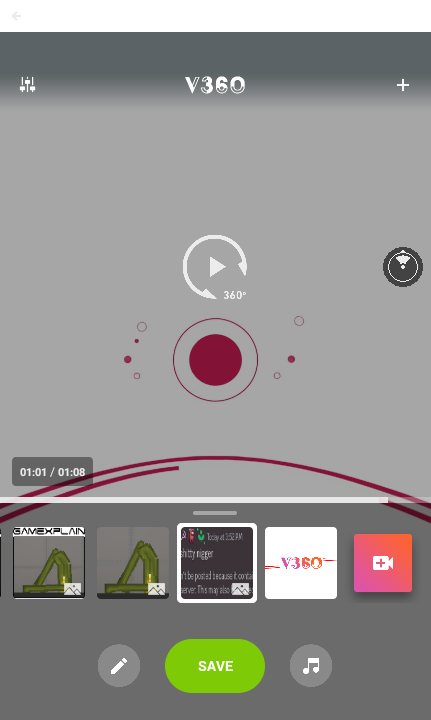 V360
360°
01:01 / 01:08
GAMEXPLAIN
Today at 3:52 PM
shitty nigger
't be posted because it conta
server. This may also
V360
SAVE